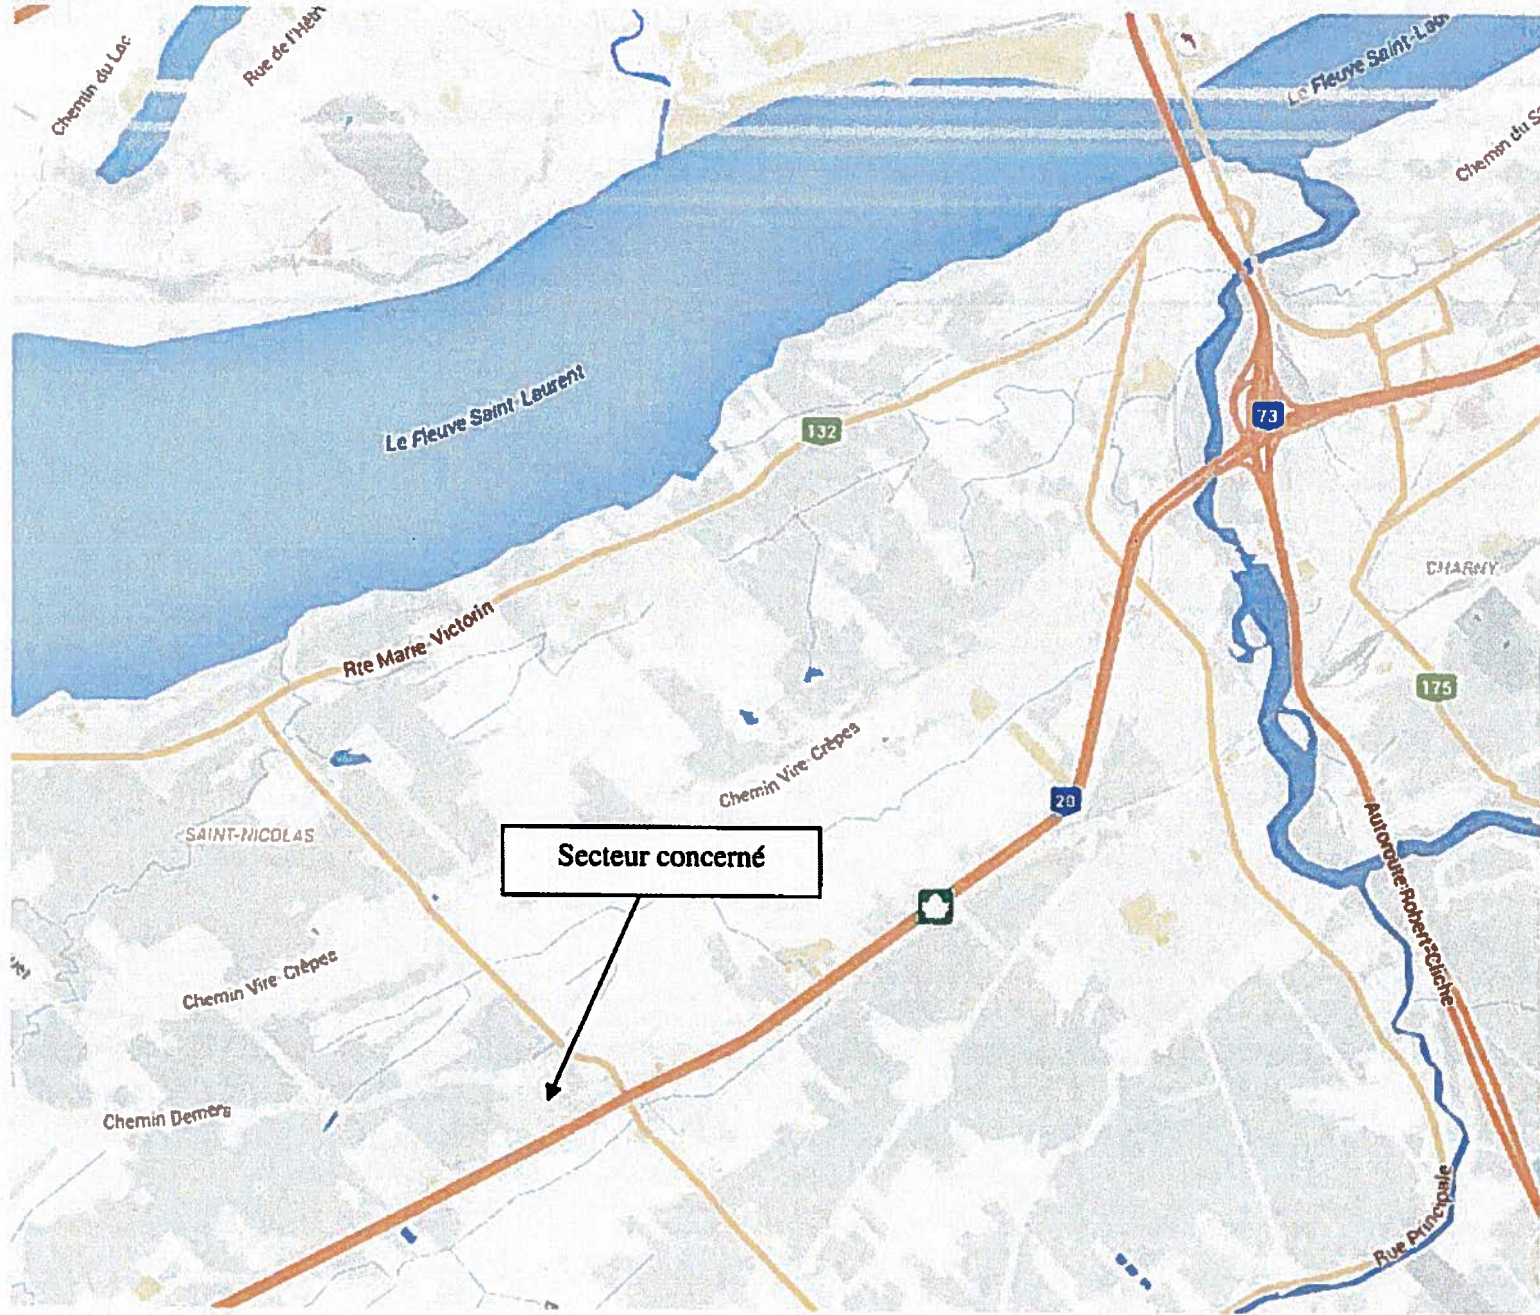 Chemin du Lac
Rue de l'Hêtr
Le Fleuve Saint-Lau
Chemin du S
Le Fleuve Saint-Laurent
132
73
CHARNY
Rte Marie-Victorin
175
Chemin Vire-Crêpes
20
SAINT-NICOLAS
Secteur concerné
Autoroute Robert-Cliche
Chemin Vire-Crêpes
Chemin Demers
Rue Principale